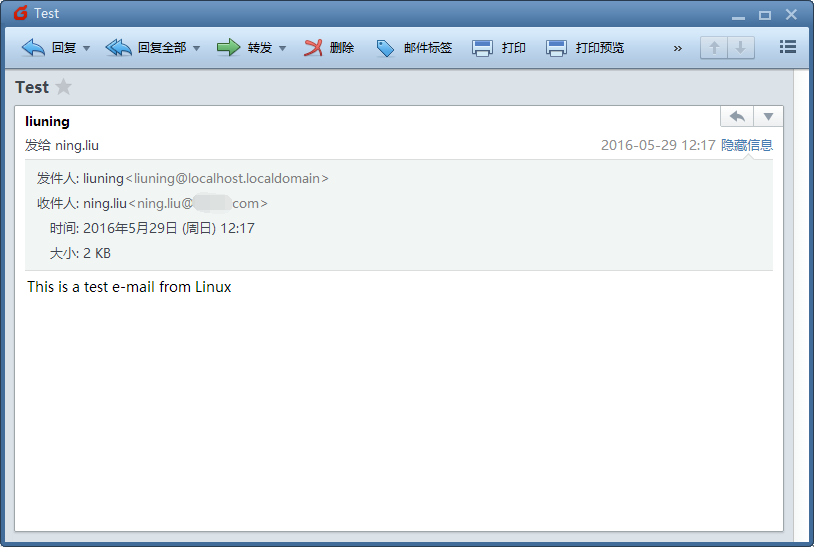 Test
回复 回复全部 转发 删除 邮件标签 打印 打印预览 »
Test
liuning
发给 ning.liu 2016-05-29 12:17 隐藏信息
发件人: liuning<liuning@localhost.localdomain>
收件人: ning.liu<ning.liu@ com>
时间: 2016年5月29日 (周日) 12:17
大小: 2 KB
This is a test e-mail from Linux